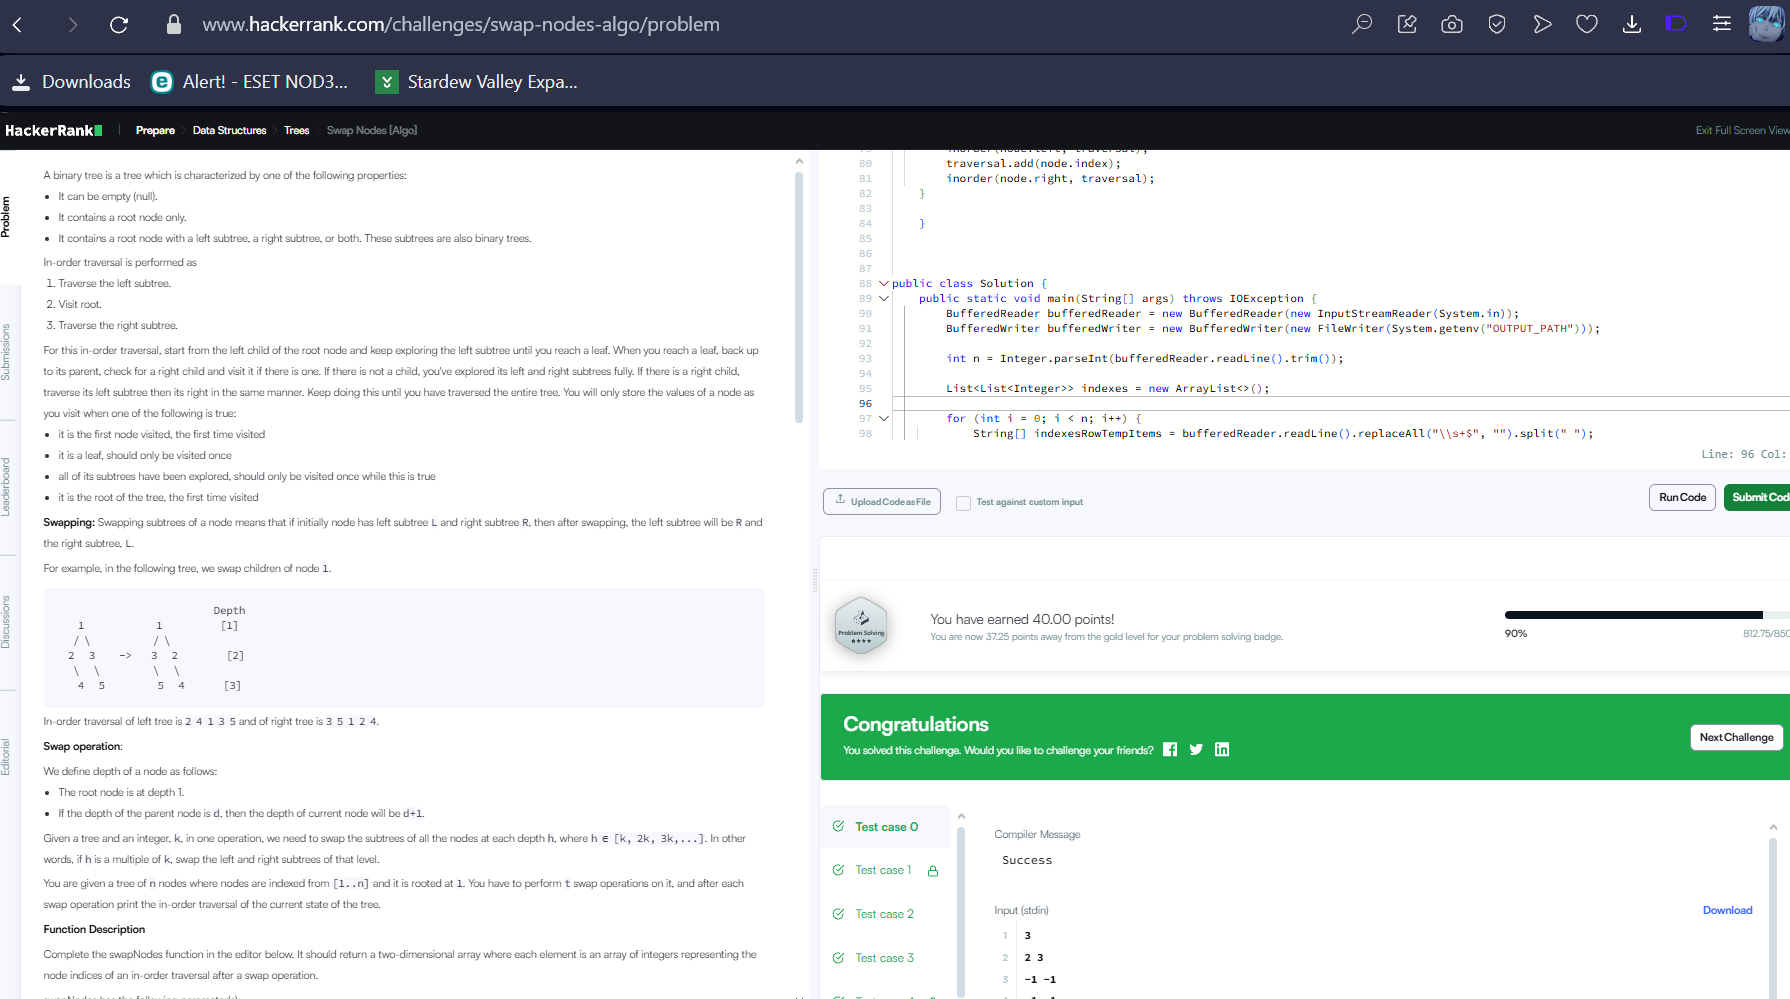 www.hackerrank.com/challenges/swap-nodes-algo/problem
Downloads
Alert! - ESET NOD3...
Stardew Valley Expa...
HackerRank
Prepare
Data Structures
Trees
Swap Nodes [Algo]
Exit Full Screen View
Problem
Submissions
Leaderboard
Discussions
Editorial
A binary tree is a tree which is characterized by one of the following properties:
• It can be empty (null).
• It contains a root node only.
• It contains a root node with a left subtree, a right subtree, or both. These subtrees are also binary trees.
In-order traversal is performed as
1. Traverse the left subtree.
2. Visit root.
3. Traverse the right subtree.
For this in-order traversal, start from the left child of the root node and keep exploring the left subtree until you reach a leaf. When you reach a leaf, back up
to its parent, check for a right child and visit it if there is one. If there is not a child, you've explored its left and right subtrees fully. If there is a right child,
traverse its left subtree then its right in the same manner. Keep doing this until you have traversed the entire tree. You will only store the values of a node as
you visit when one of the following is true:
• it is the first node visited, the first time visited
• it is a leaf, should only be visited once
• all of its subtrees have been explored, should only be visited once while this is true
• it is the root of the tree, the first time visited
Swapping: Swapping subtrees of a node means that if initially node has left subtree L and right subtree R, then after swapping, the left subtree will be R and
the right subtree, L.
For example, in the following tree, we swap children of node 1.
Depth
1 1 [1]
/ \ / \
2 3 -> 3 2 [2]
\ \ \ \
4 5 5 4 [3]
In-order traversal of left tree is 2 4 1 3 5 and of right tree is 3 5 1 2 4.
Swap operation:
We define depth of a node as follows:
• The root node is at depth 1.
• If the depth of the parent node is d, then the depth of current node will be d+1.
Given a tree and an integer, k, in one operation, we need to swap the subtrees of all the nodes at each depth h, where h ∈ [k, 2k, 3k,...]. In other
words, if h is a multiple of k, swap the left and right subtrees of that level.
You are given a tree of n nodes where nodes are indexed from [1..n] and it is rooted at 1. You have to perform t swap operations on it, and after each
swap operation print the in-order traversal of the current state of the tree.
Function Description
Complete the swapNodes function in the editor below. It should return a two-dimensional array where each element is an array of integers representing the
node indices of an in-order traversal after a swap operation.
80 traversal.add(node.index);
81 inorder(node.right, traversal);
82 }
83
84 }
85
86
87
88 public class Solution {
89 public static void main(String[] args) throws IOException {
90 BufferedReader bufferedReader = new BufferedReader(new InputStreamReader(System.in));
91 BufferedWriter bufferedWriter = new BufferedWriter(new FileWriter(System.getenv("OUTPUT_PATH")));
92
93 int n = Integer.parseInt(bufferedReader.readLine().trim());
94
95 List<List<Integer>> indexes = new ArrayList<>();
96
97 for (int i = 0; i < n; i++) {
98 String[] indexesRowTempItems = bufferedReader.readLine().replaceAll("\\s+$", "").split(" ");
Line: 96 Col:
Upload Code as File
Test against custom input
Run Code
Submit Cod
Problem Solving
You have earned 40.00 points!
You are now 37.25 points away from the gold level for your problem solving badge.
90%
812.75/850
Congratulations
You solved this challenge. Would you like to challenge your friends?
Next Challenge
Test case 0
Test case 1
Test case 2
Test case 3
Compiler Message
Success
Input (stdin)
Download
1 3
2 2 3
3 -1 -1